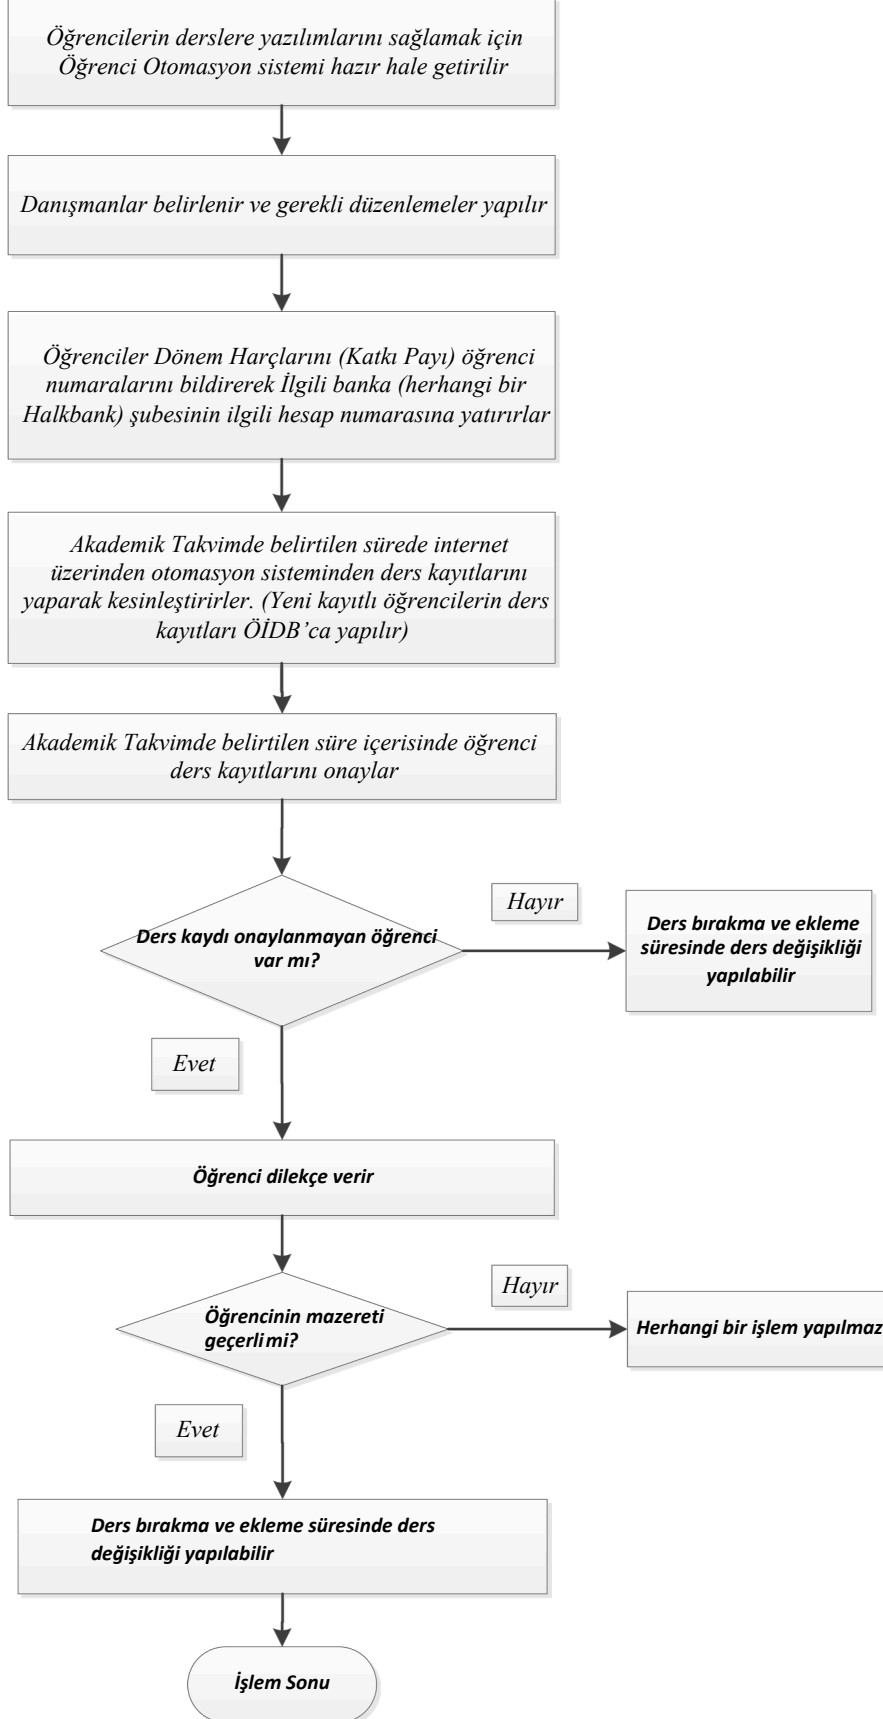 Öğrencilerin derslere yazılımlarını sağlamak için
Öğrenci Otomasyon sistemi hazır hale getirilir
Danışmanlar belirlenir ve gerekli düzenlemeler yapılır
Öğrenciler Dönem Harçlarını (Katkı Payı) öğrenci
numaralarını bildirerek İlgili banka (herhangi bir
Halkbank) şubesinin ilgili hesap numarasına yatırırlar
Akademik Takvimde belirtilen sürede internet
üzerinden otomasyon sisteminden ders kayıtlarını
yaparak kesinleştirirler. (Yeni kayıtlı öğrencilerin ders
kayıtları ÖİDB’ca yapılır)
Akademik Takvimde belirtilen süre içerisinde öğrenci
ders kayıtlarını onaylar
Ders kaydı onaylanmayan öğrenci
var mı?
Hayır
Ders bırakma ve ekleme
süresinde ders değişikliği
yapılabilir
Evet
Öğrenci dilekçe verir
Öğrencinin mazereti
geçerli mi?
Hayır
Herhangi bir işlem yapılmaz
Evet
Ders bırakma ve ekleme süresinde ders
değişikliği yapılabilir
İşlem Sonu